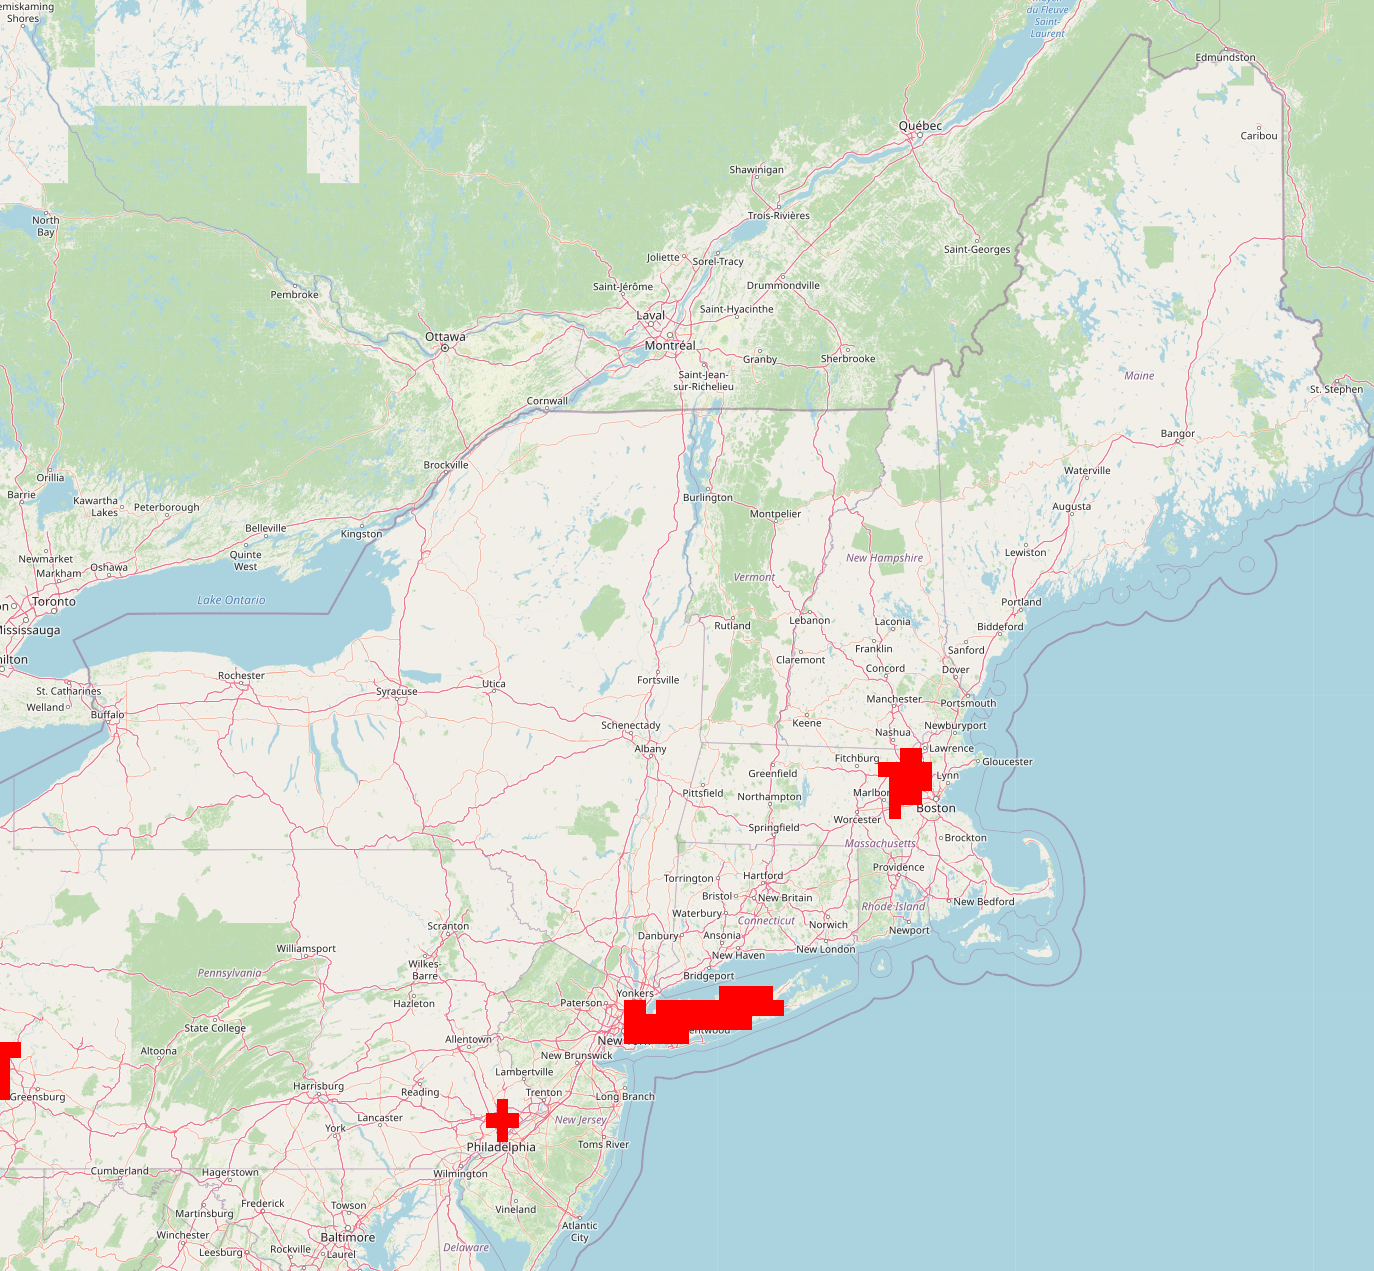 Shores
Edmundston
Caribou
du Fleuve
Saint-
Laurent
Québec
Shawinigan
Trois-Rivières
North
Bay
Saint-Georges
Joliette
Sorel-Tracy
Pembroke
Saint-Jérôme
Drummondville
Laval
Saint-Hyacinthe
Ottawa
Montréal
Granby
Sherbrooke
Saint-Jean-
sur-Richelieu
Maine
St. Stephen
Cornwall
Bangor
Brockville
Waterville
Orillia
Barrie
Kawartha
Lakes
Peterborough
Burlington
Augusta
Montpelier
Belleville
Kingston
Quinte
West
Newmarket
Markham
Oshawa
New Hampshire
Lewiston
Vermont
Toronto
Lake Ontario
Portland
Mississauga
Rutland
Lebanon
Laconia
Biddeford
Franklin
Sanford
Claremont
Concord
Dover
Rochester
Fortsville
St. Catharines
Welland
Buffalo
Syracuse
Utica
Manchester
Portsmouth
Keene
Newburyport
Schenectady
Albany
Nashua
Lawrence
Fitchburg
Gloucester
Greenfield
Lynn
Pittsfield
Northampton
Marlbor
Boston
Worcester
Springfield
Brockton
Massachusetts
Providence
Torrington
Hartford
Bristol
New Britain
New Bedford
Rhode Island
Waterbury
Connecticut
Norwich
Newport
Scranton
Danbury
Ansonia
New London
Williamsport
New Haven
Wilkes-
Barre
Bridgeport
Pennsylvania
Yonkers
Hazleton
Paterson
State College
entwood
Allentown
New
Altoona
New Brunswick
Lambertville
Harrisburg
Reading
Trenton
Long Branch
Greensburg
Lancaster
New Jersey
York
Philadelphia
Toms River
Cumberland
Hagerstown
Wilmington
Martinsburg
Frederick
Towson
Vineland
Winchester
Baltimore
Atlantic
City
Leesburg
Rockville
Laurel
Delaware